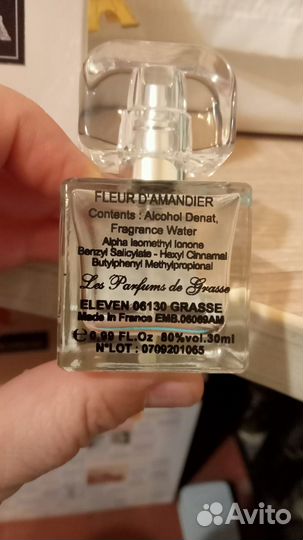 FLEUR D'AMANDIER
Contents : Alcohol Denat,
Fragrance Water
Alpha Isomethyl Ionone
Benzyl Salicylate - Hexyl Cinnamal
Butylphenyl Methylpropional
Les Parfums de Grasse
ELEVEN 06130 GRASSE
Made in France EMB.06069AM
℮ 0.99 FL.Oz 80%vol.30ml
N°LOT : 0709201065
Avito